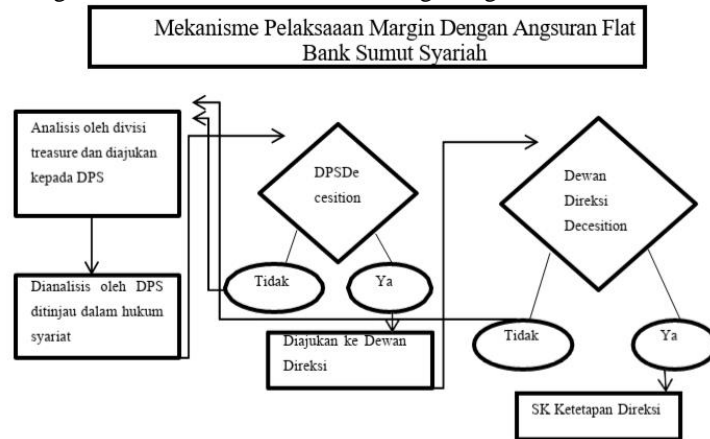 Mekanisme Pelaksaaan Margin Dengan Angsuran Flat
Bank Sumut Syariah
Analisis oleh divisi
treasure dan diajukan
kepada DPS
Dianalisis oleh DPS
ditinjau dalam hukum
syariat
DPSDe
cesition
Tidak
Ya
Diajukan ke Dewan
Direksi
Dewan
Direksi
Decesition
Tidak
Ya
SK Ketetapan Direksi